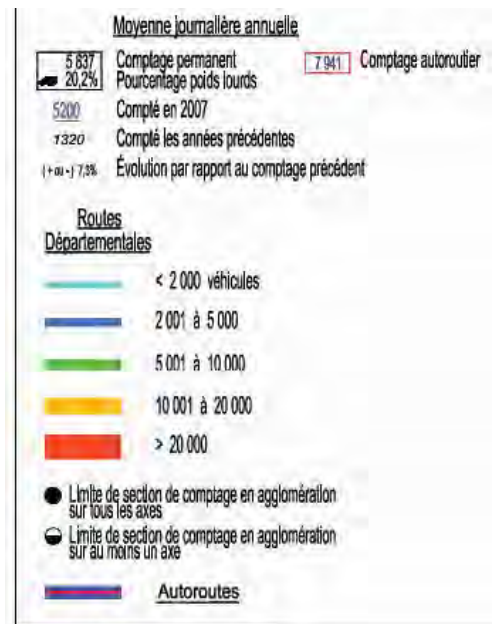 Moyenne journalière annuelle
5 837 Comptage permanent
20,2% Pourcentage poids lourds
7 941 Comptage autoroutier
5200 Compté en 2007
1320 Compté les années précédentes
(+ ou -) 7,3% Évolution par rapport au comptage précédent
Routes
Départementales
< 2 000 véhicules
2 001 à 5 000
5 001 à 10 000
10 001 à 20 000
> 20 000
Limite de section de comptage en agglomération
sur tous les axes
Limite de section de comptage en agglomération
sur au moins un axe
Autoroutes